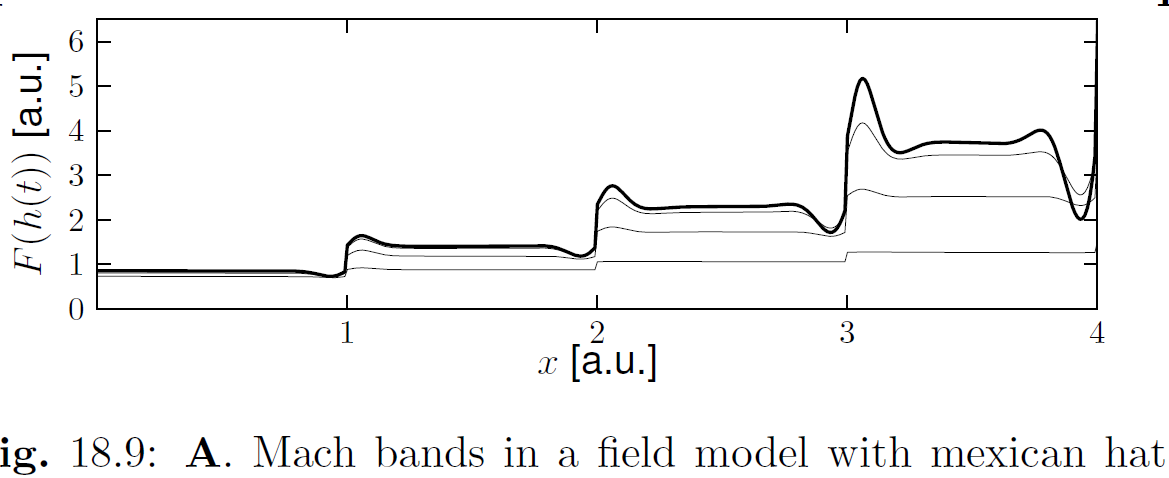 6
5
4
3
2
1
0
F(h(t)) [a.u.]
1 2 3 4
x [a.u.]
ig. 18.9: A. Mach bands in a field model with mexican hat